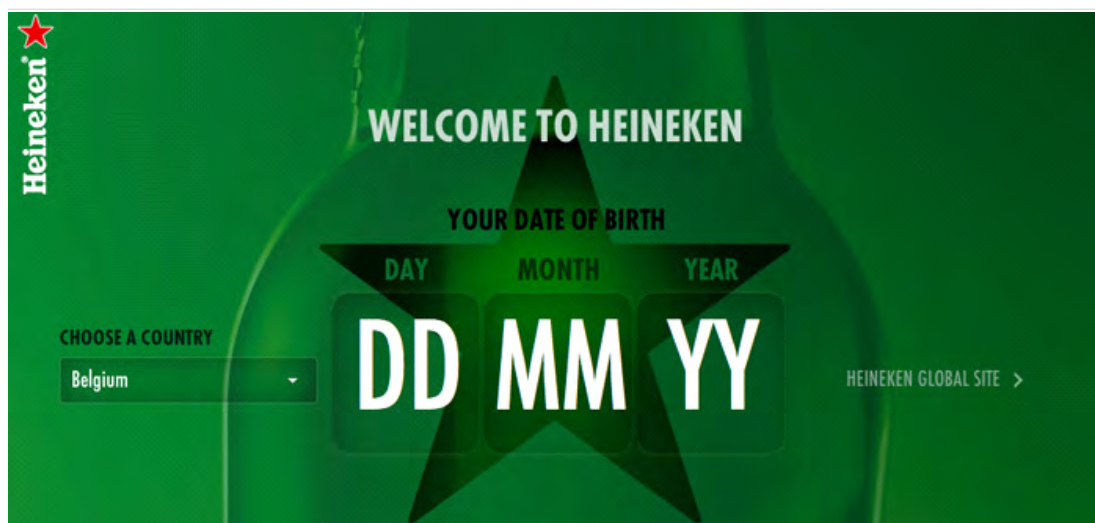 Heineken
WELCOME TO HEINEKEN
YOUR DATE OF BIRTH
DAY MONTH YEAR
DD MM YY
CHOOSE A COUNTRY
Belgium
HEINEKEN GLOBAL SITE >